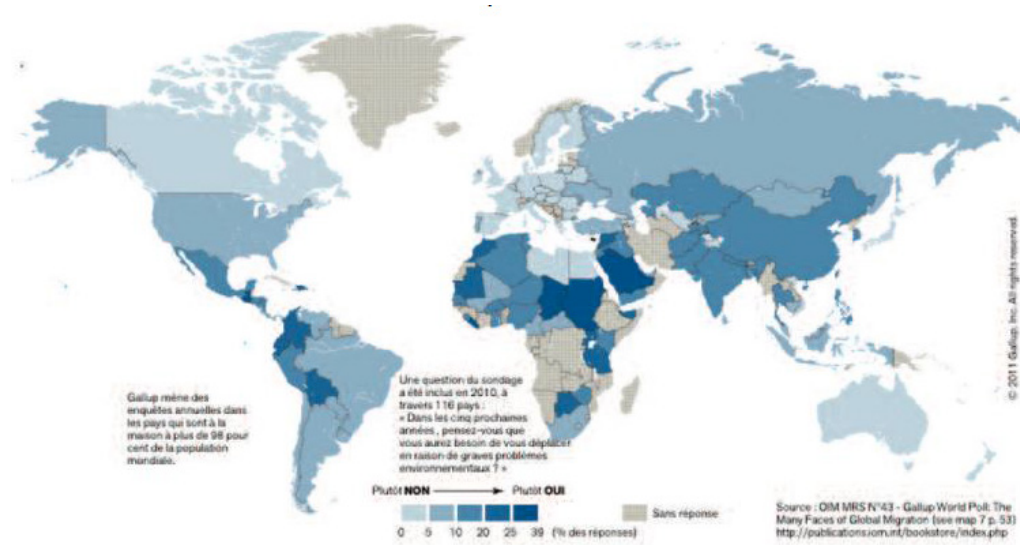 Gallup mène des
enquêtes annuelles dans
les pays qui sont à la
maison à plus de 98 pour
cent de la population
mondiale.
Une question du sondage
a été inclus en 2010, à
travers 116 pays :
« Dans les cinq prochaines
années, pensez-vous que
vous aurez besoin de vous déplacer
en raison de graves problèmes
environnementaux ? »
Plutôt NON Plutôt OUI
0 5 10 20 25 39 (% des réponses)
Sans réponse
Source : OIM MRS N°43 - Gallup World Poll: The
Many Faces of Global Migration (see map 7 p. 53)
http://publications.iom.int/bookstore/index.php
© 2011 Gallup, Inc. All rights reserved.